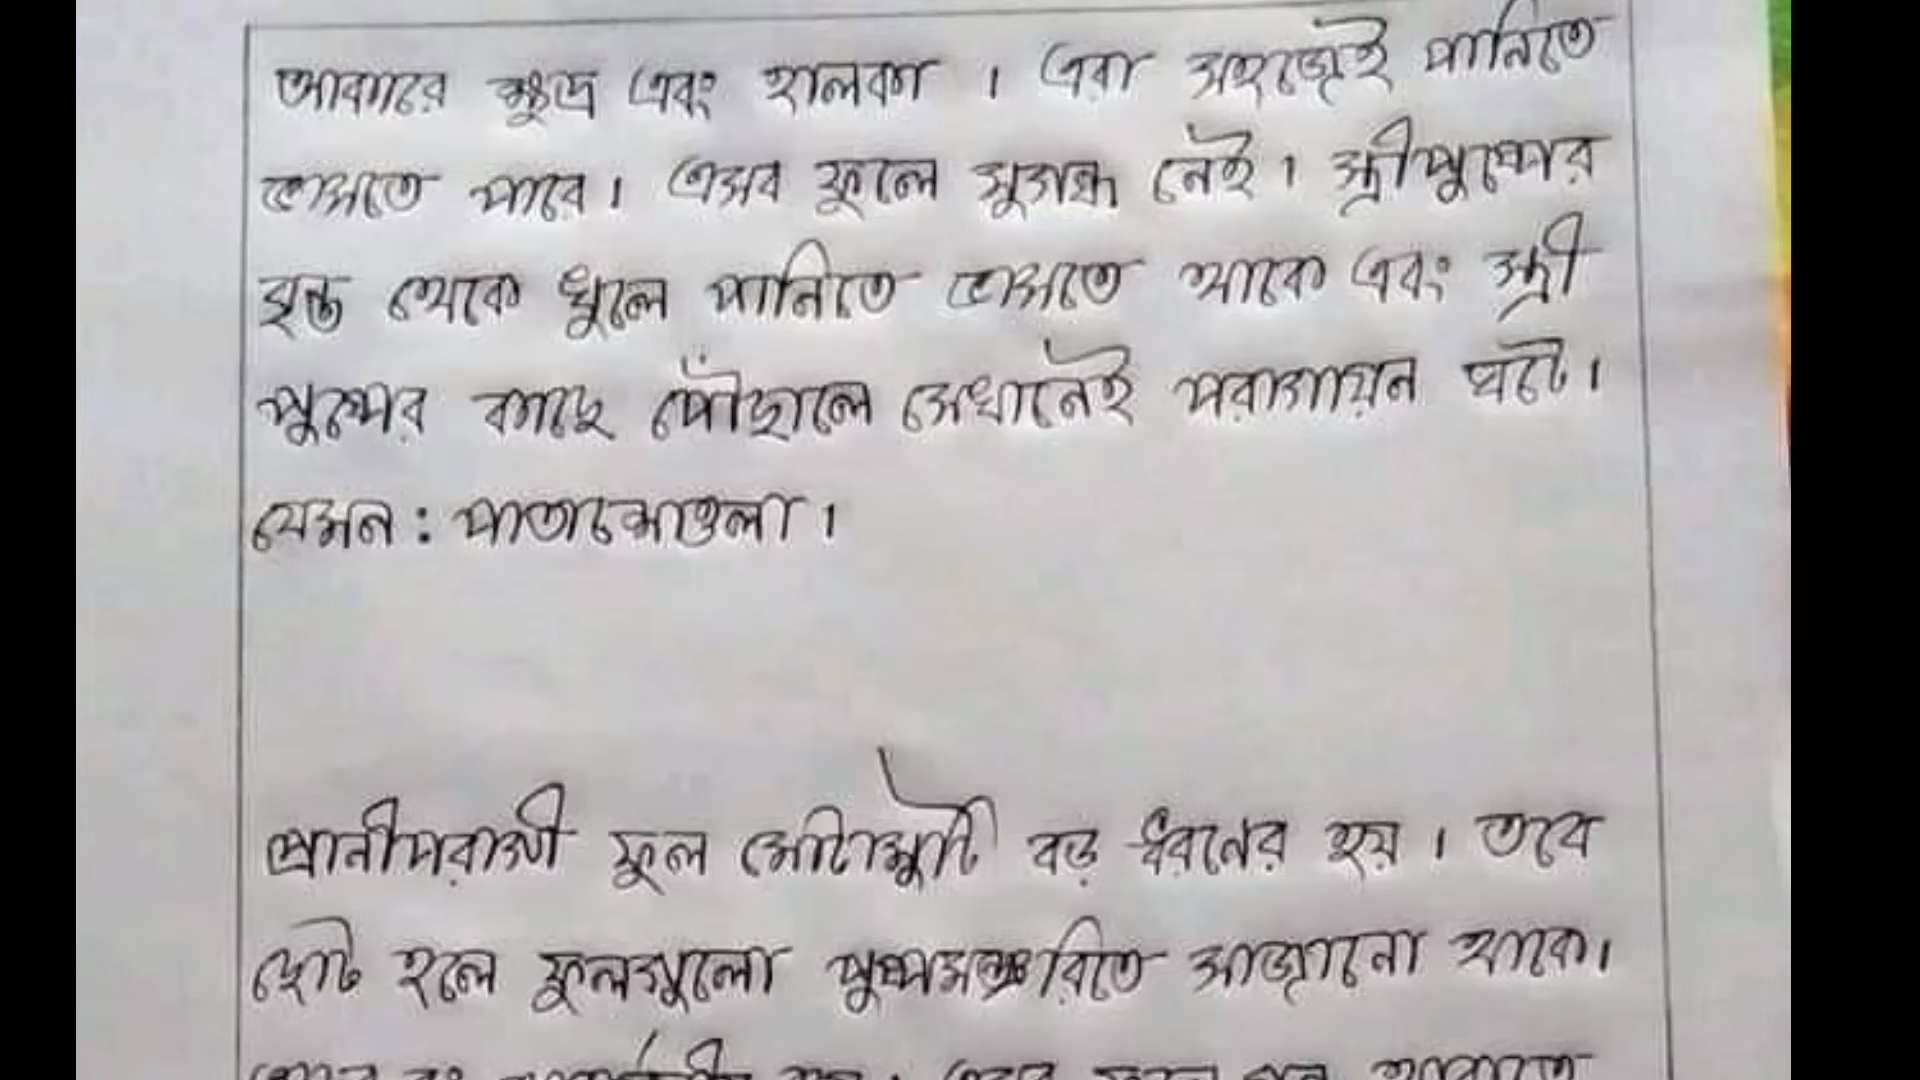 আকারে ক্ষুদ্র এবং হালকা । এরা সহজেই পানিতে
ভাসতে পারে। এসব ফুলে সুগন্ধ নেই। স্ত্রীপুষ্পের
বৃন্ত থেকে খুলে পানিতে ভাসতে থাকে এবং স্ত্রী
পুষ্পের কাছে পৌঁছালে সেখানেই পরাগায়ন ঘটে।
যেমন : পাতাশেওলা।
প্রানীপরাগী ফুল মোটামুটি বড় ধরনের হয় । তবে
ছোট হলে ফুলগুলো পুষ্পমঞ্জরিতে সাজানো থাকে।